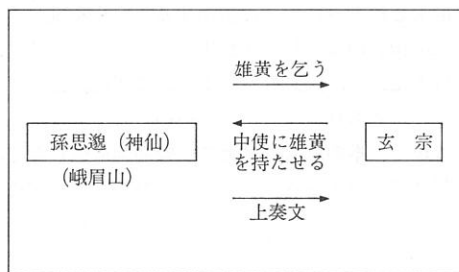 雄黄を乞う
孫思邈（神仙）
(峨眉山)
中使に雄黄
を持たせる
玄　宗
上奏文